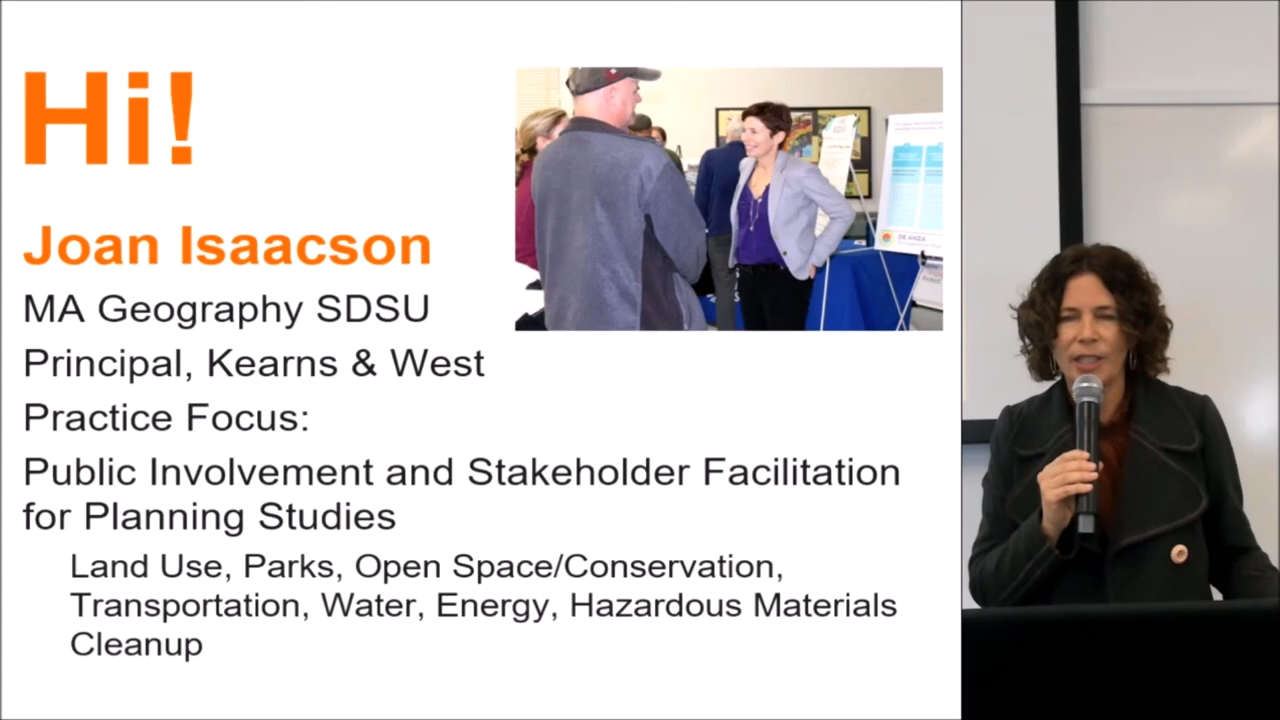 Hi!
Joan Isaacson
MA Geography SDSU
Principal, Kearns & West
Practice Focus:
Public Involvement and Stakeholder Facilitation
for Planning Studies
Land Use, Parks, Open Space/Conservation,
Transportation, Water, Energy, Hazardous Materials
Cleanup
DE ANZA